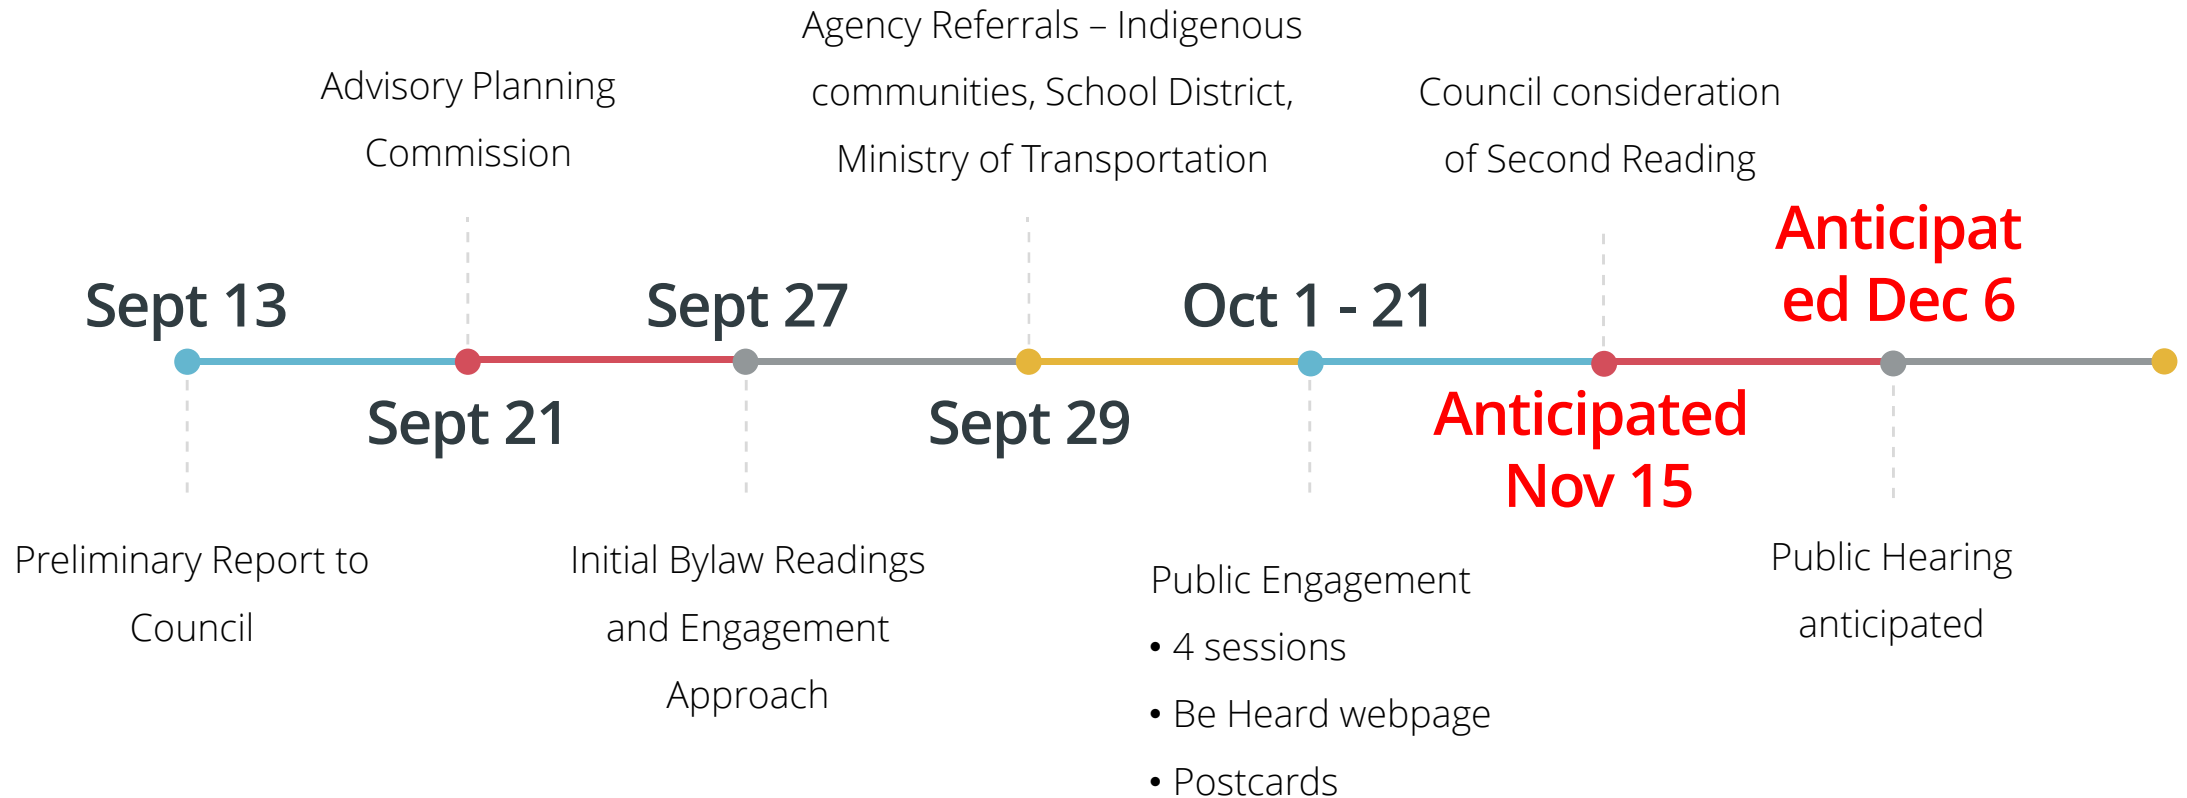 Agency Referrals – Indigenous
communities, School District,
Ministry of Transportation
Advisory Planning
Commission
Council consideration
of Second Reading
Anticipat
ed Dec 6
Sept 13
Sept 27
Oct 1 - 21
Sept 21
Sept 29
Anticipated
Nov 15
Preliminary Report to
Council
Initial Bylaw Readings
and Engagement
Approach
Public Engagement
• 4 sessions
• Be Heard webpage
• Postcards
Public Hearing
anticipated